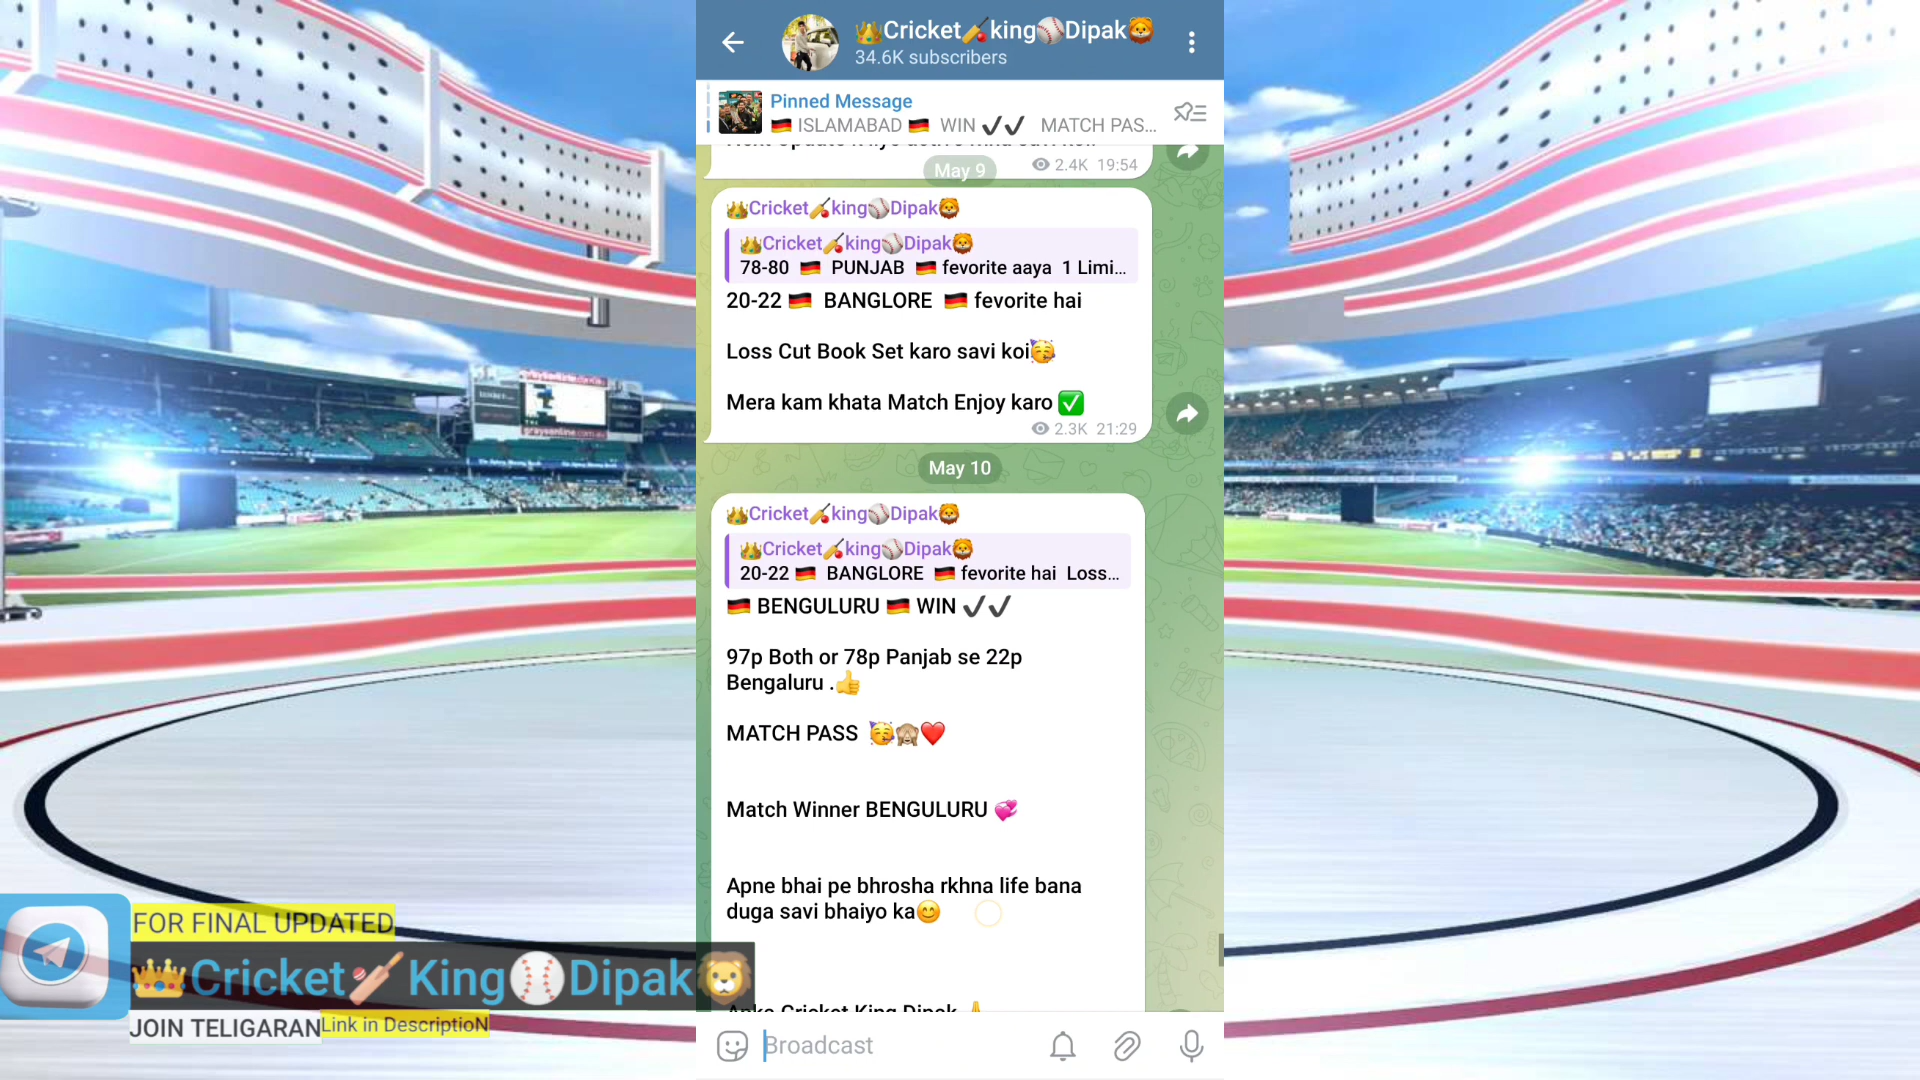 👑Cricket🏏king⚾Dipak🦁
34.6K subscribers
Pinned Message
🇩🇪 ISLAMABAD 🇩🇪 WIN ✔✔ MATCH PAS...
2.4K 19:54
May 9
👑Cricket🏏king⚾Dipak🦁
👑Cricket🏏king⚾Dipak🦁
78-80 🇩🇪 PUNJAB 🇩🇪 fevorite aaya 1 Limi...
20-22 🇩🇪 BANGLORE 🇩🇪 fevorite hai
Loss Cut Book Set karo savi koi🥳
Mera kam khata Match Enjoy karo ✅
2.3K 21:29
May 10
👑Cricket🏏king⚾Dipak🦁
👑Cricket🏏king⚾Dipak🦁
20-22 🇩🇪 BANGLORE 🇩🇪 fevorite hai Loss...
🇩🇪 BENGULURU 🇩🇪 WIN ✔✔
97p Both or 78p Panjab se 22p
Bengaluru .👍
MATCH PASS 🥳🙈❤️
Match Winner BENGULURU 💞
Apne bhai pe bhrosha rkhna life bana
duga savi bhaiyo ka😊
Apka Cricket King Dipak
Broadcast
FOR FINAL UPDATED
👑Cricket🏏King⚾Dipak🦁
JOIN TELIGARAN Link in DescriptioN